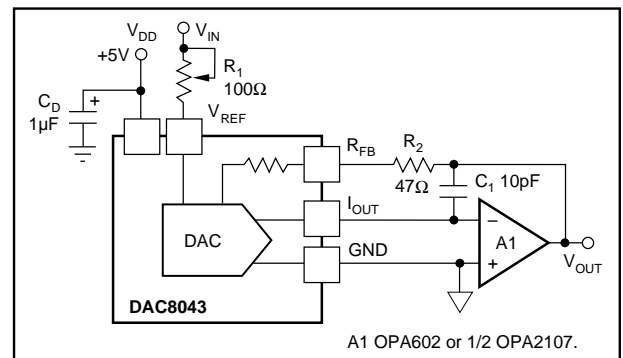 V_DD
+5V
V_IN
R_1
100Ω
C_D
1µF
+
V_REF
R_FB
R_2
47Ω
C_1 10pF
I_OUT
DAC
GND
–
+
A1
V_OUT
DAC8043
A1 OPA602 or 1/2 OPA2107.